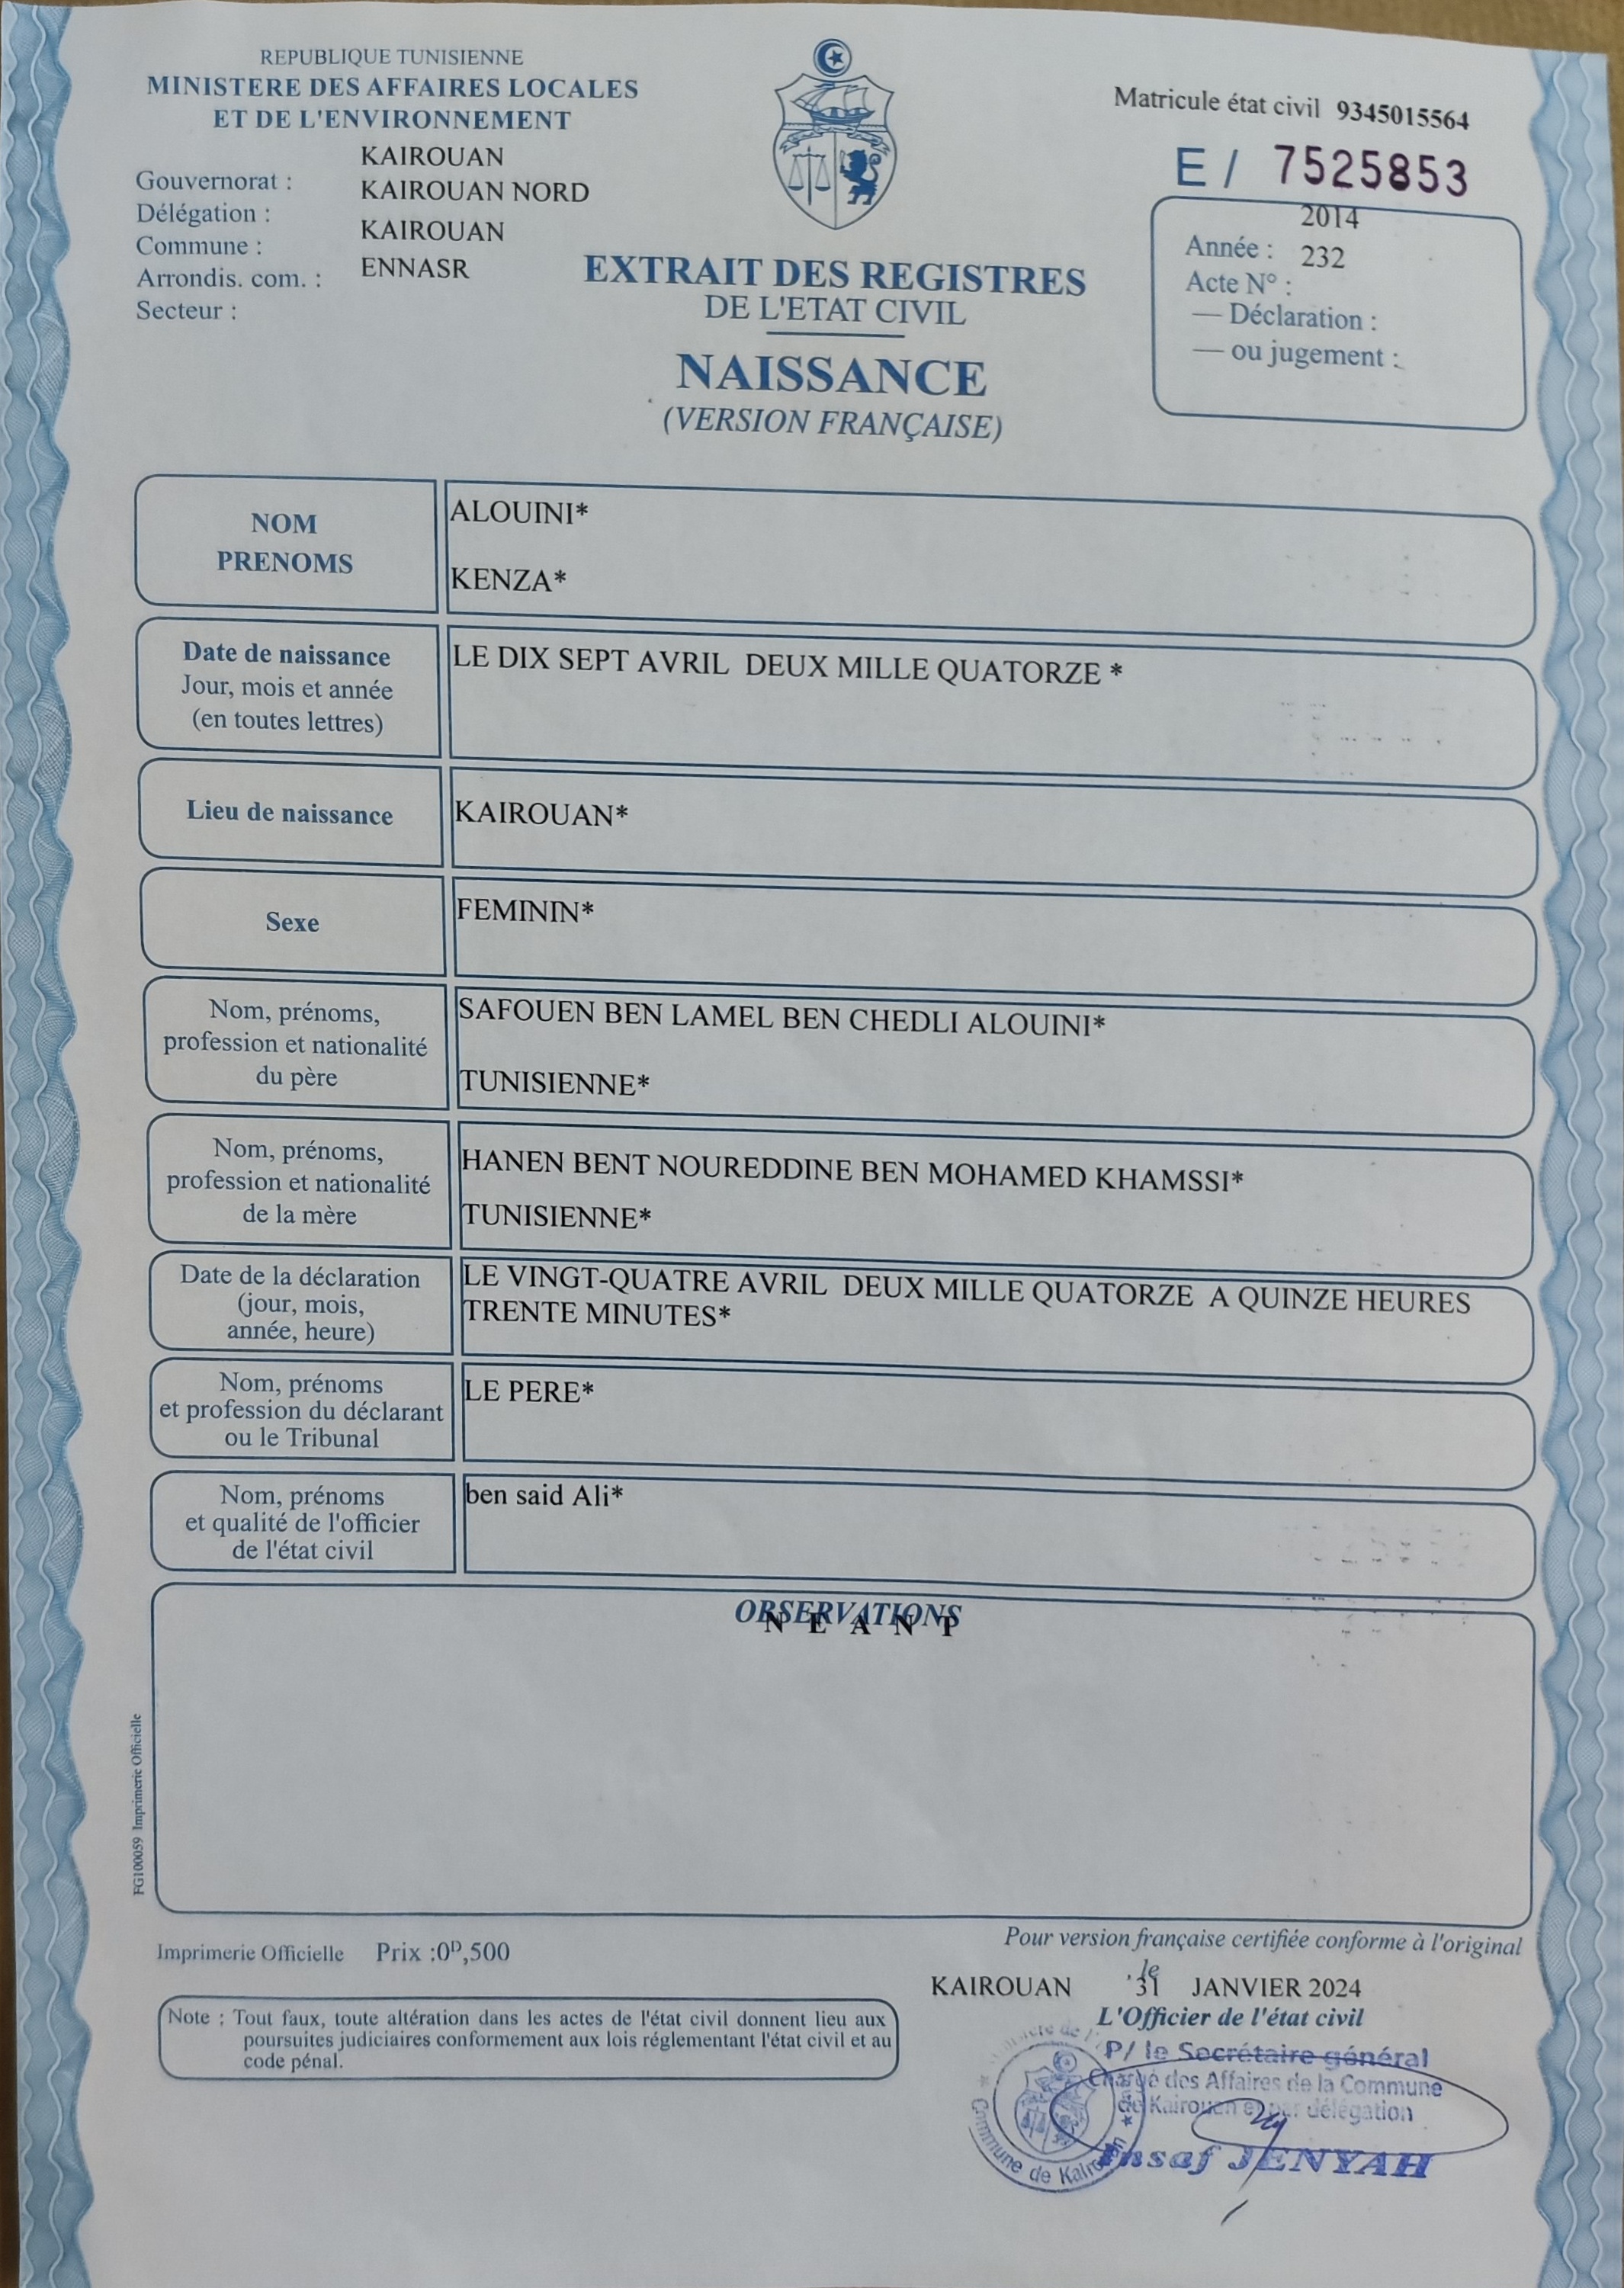 REPUBLIQUE TUNISIENNE
MINISTERE DES AFFAIRES LOCALES
ET DE L'ENVIRONNEMENT
Gouvernorat : KAIROUAN
Délégation : KAIROUAN NORD
Commune : KAIROUAN
Arrondis. com. : ENNASR
Secteur :
Matricule état civil 9345015564
E / 7525853
2014
Année : 232
Acte N° :
— Déclaration :
— ou jugement :
EXTRAIT DES REGISTRES
DE L'ETAT CIVIL
NAISSANCE
(VERSION FRANÇAISE)
NOM
PRENOMS
ALOUINI*
KENZA*
Date de naissance
Jour, mois et année
(en toutes lettres)
LE DIX SEPT AVRIL DEUX MILLE QUATORZE *
Lieu de naissance
KAIROUAN*
Sexe
FEMININ*
Nom, prénoms,
profession et nationalité
du père
SAFOUEN BEN LAMEL BEN CHEDLI ALOUINI*
TUNISIENNE*
Nom, prénoms,
profession et nationalité
de la mère
HANEN BENT NOUREDDINE BEN MOHAMED KHAMSSI*
TUNISIENNE*
Date de la déclaration
(jour, mois,
année, heure)
LE VINGT-QUATRE AVRIL DEUX MILLE QUATORZE A QUINZE HEURES
TRENTE MINUTES*
Nom, prénoms
et profession du déclarant
ou le Tribunal
LE PERE*
Nom, prénoms
et qualité de l'officier
de l'état civil
ben said Ali*
OBSERVATIONS
N E A N T
FG100059 Imprimerie Officielle
Imprimerie Officielle Prix :0ᴰ,500
Note : Tout faux, toute altération dans les actes de l'état civil donnent lieu aux
poursuites judiciaires conformement aux lois réglementant l'état civil et au
code pénal.
Pour version française certifiée conforme à l'original
le
KAIROUAN 31 JANVIER 2024
L'Officier de l'état civil
P/ le Secrétaire général
Chargé des Affaires de la Commune
de Kairouan et par délégation
Insaf JENYAH
Commune de Kairouan